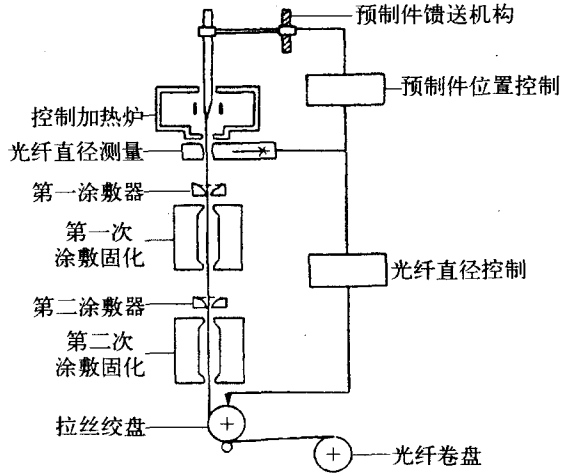 预制件馈送机构
预制件位置控制
控制加热炉
光纤直径测量
第一涂敷器
第一次
涂敷固化
光纤直径控制
第二涂敷器
第二次
涂敷固化
拉丝绞盘
光纤卷盘